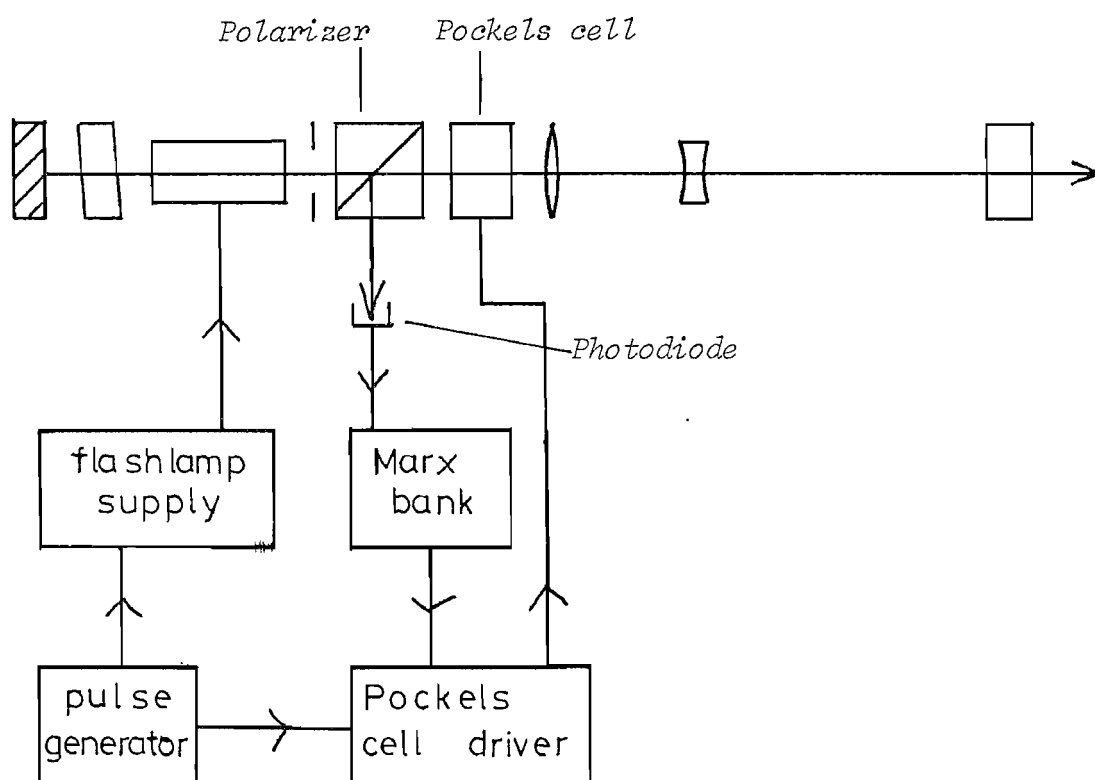 Polarizer
Pockels cell
Photodiode
flashlamp
supply
Marx
bank
pulse
generator
Pockels
cell driver